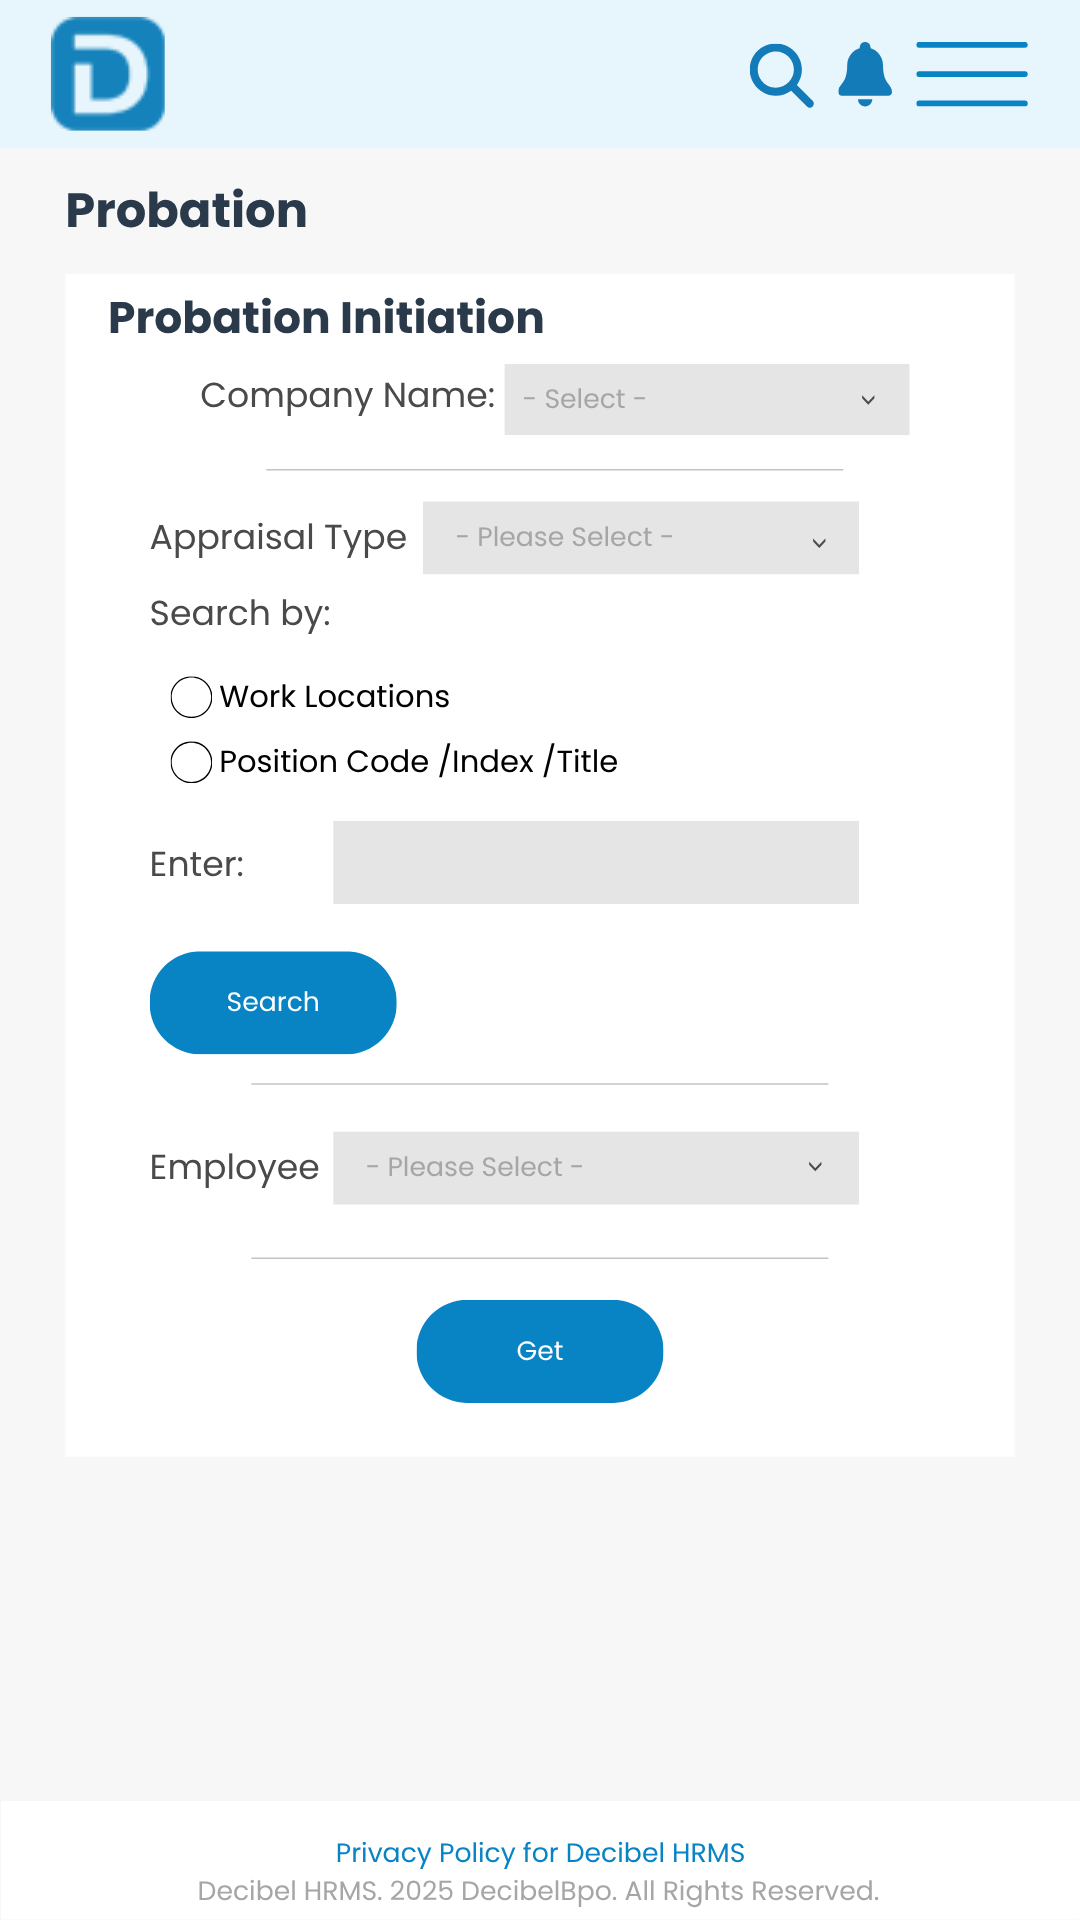 D
Probation
Probation Initiation
Company Name: - Select -
Appraisal Type - Please Select -
Search by:
Work Locations
Position Code /Index /Title
Enter:
Search
Employee - Please Select -
Get
Privacy Policy for Decibel HRMS
Decibel HRMS. 2025 DecibelBpo. All Rights Reserved.